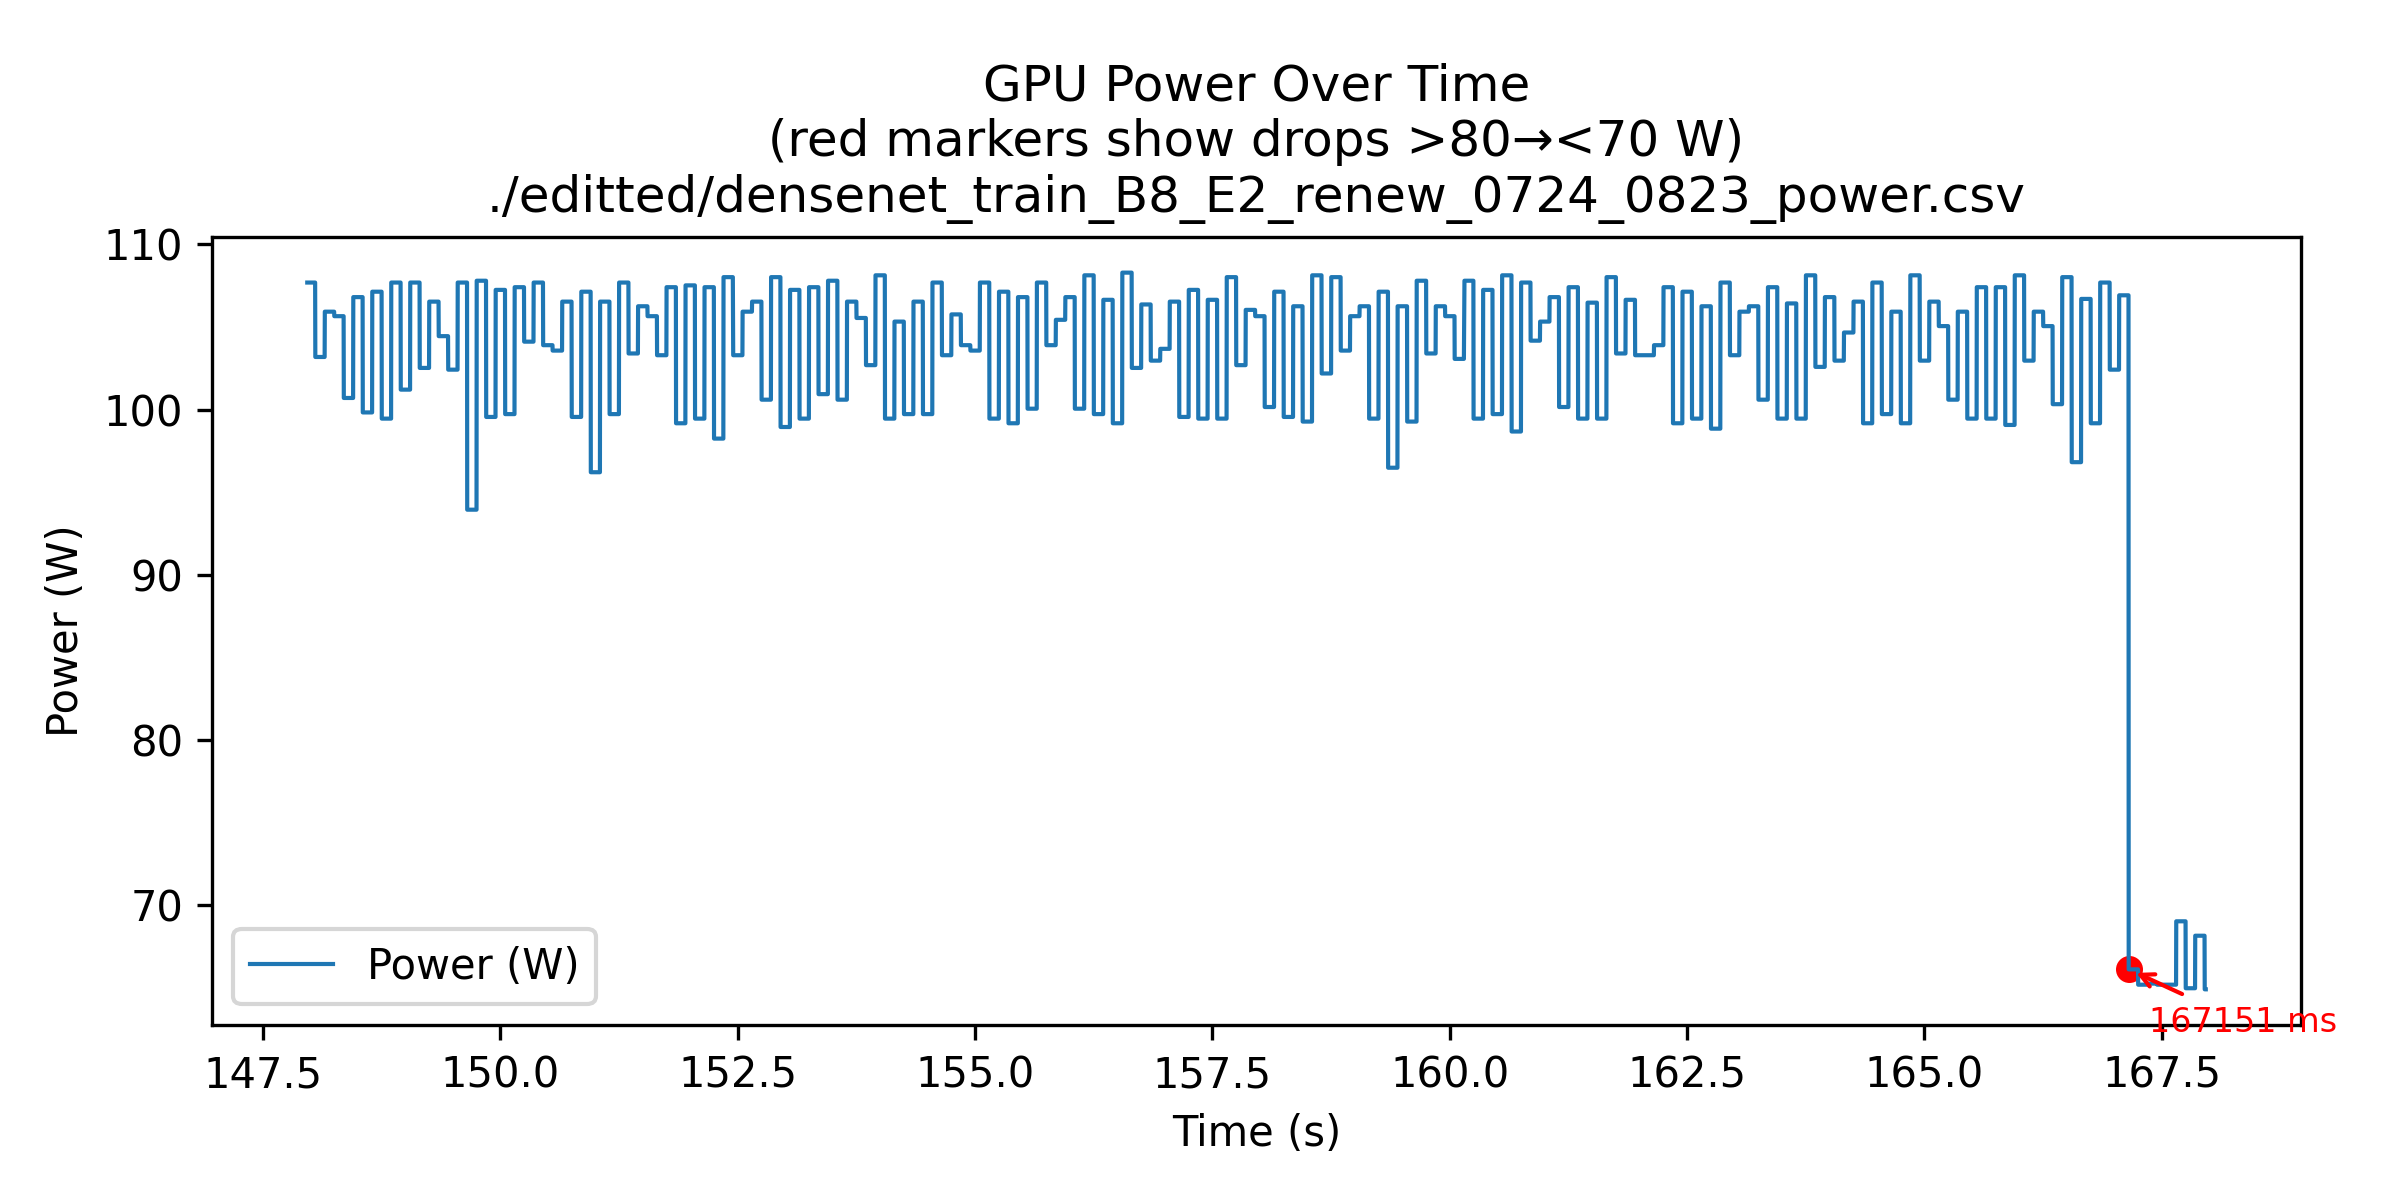 GPU Power Over Time
(red markers show drops >80→<70 W)
./editted/densenet_train_B8_E2_renew_0724_0823_power.csv
110
100
90
80
70
Power (W)
Power (W)
167151 ms
147.5 150.0 152.5 155.0 157.5 160.0 162.5 165.0 167.5
Time (s)